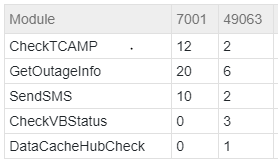 Module 7001 49063
CheckTCAMP 12 2
GetOutageInfo 20 6
SendSMS 10 2
CheckVBStatus 0 3
DataCacheHubCheck 0 1